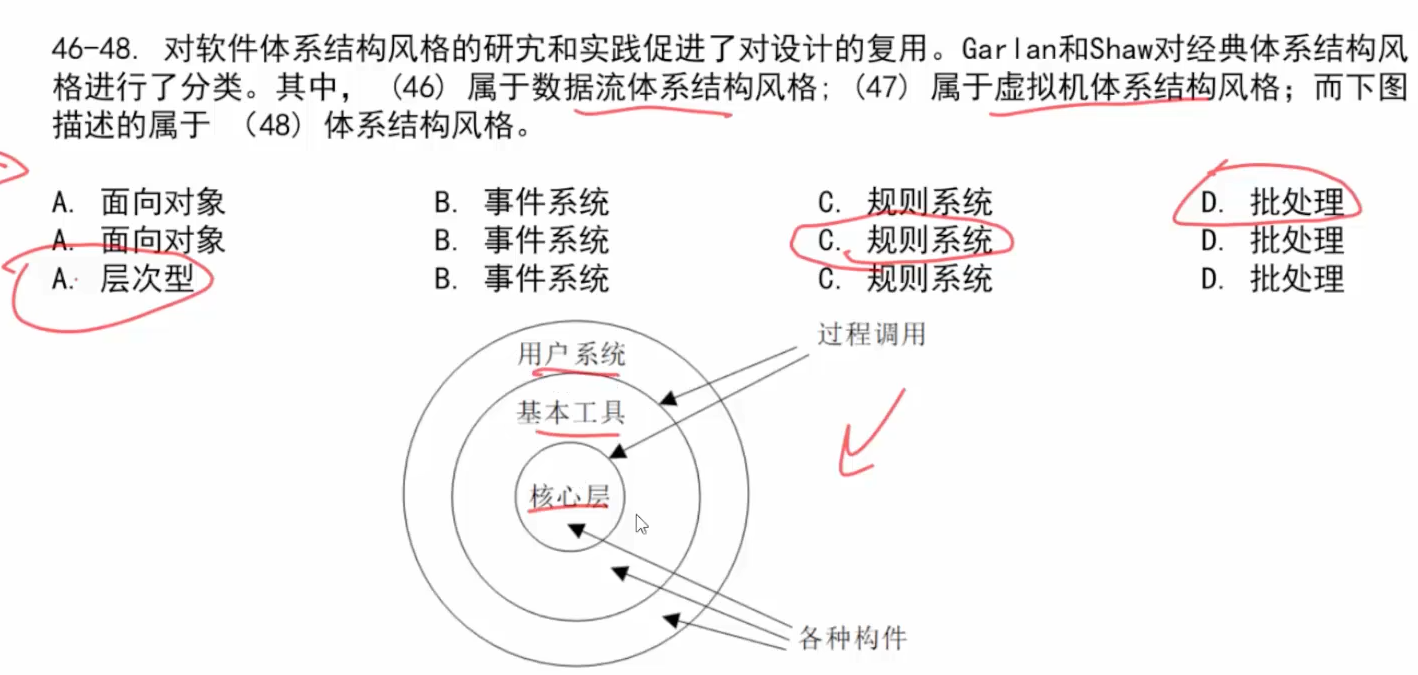 46-48. 对软件体系结构风格的研究和实践促进了对设计的复用。Garlan和Shaw对经典体系结构风
格进行了分类。其中，（46）属于数据流体系结构风格；（47）属于虚拟机体系结构风格；而下图
描述的属于 （48）体系结构风格。
A. 面向对象 B. 事件系统 C. 规则系统 D. 批处理
A. 面向对象 B. 事件系统 C. 规则系统 D. 批处理
A. 层次型 B. 事件系统 C. 规则系统 D. 批处理
过程调用
用户系统
基本工具
核心层
各种构件